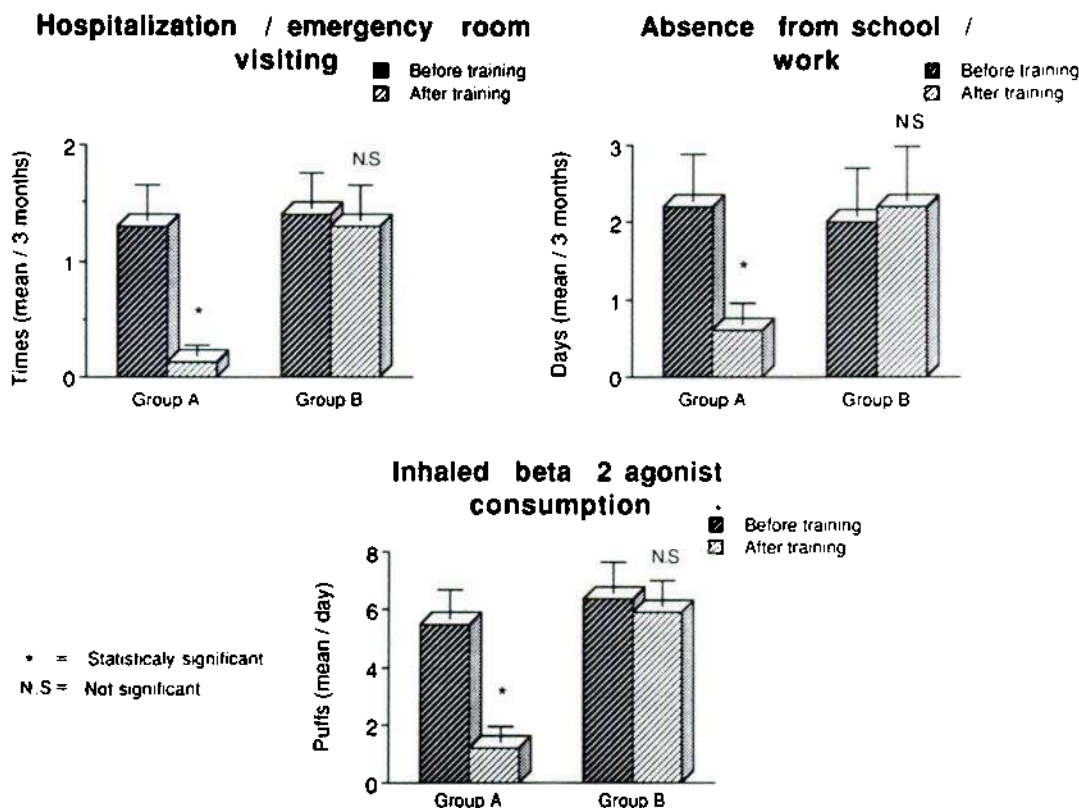 Hospitalization / emergency room
visiting
Before training
After training
Times (mean / 3 months)
2
1
0
N.S
*
Group A
Group B
Absence from school /
work
Before training
After training
Days (mean / 3 months)
3
2
1
0
NS
*
Group A
Group B
Inhaled beta 2 agonist
consumption
Before training
After training
Puffs (mean / day)
8
6
4
2
0
N.S
*
Group A
Group B
* = Statisticaly significant
N.S = Not significant